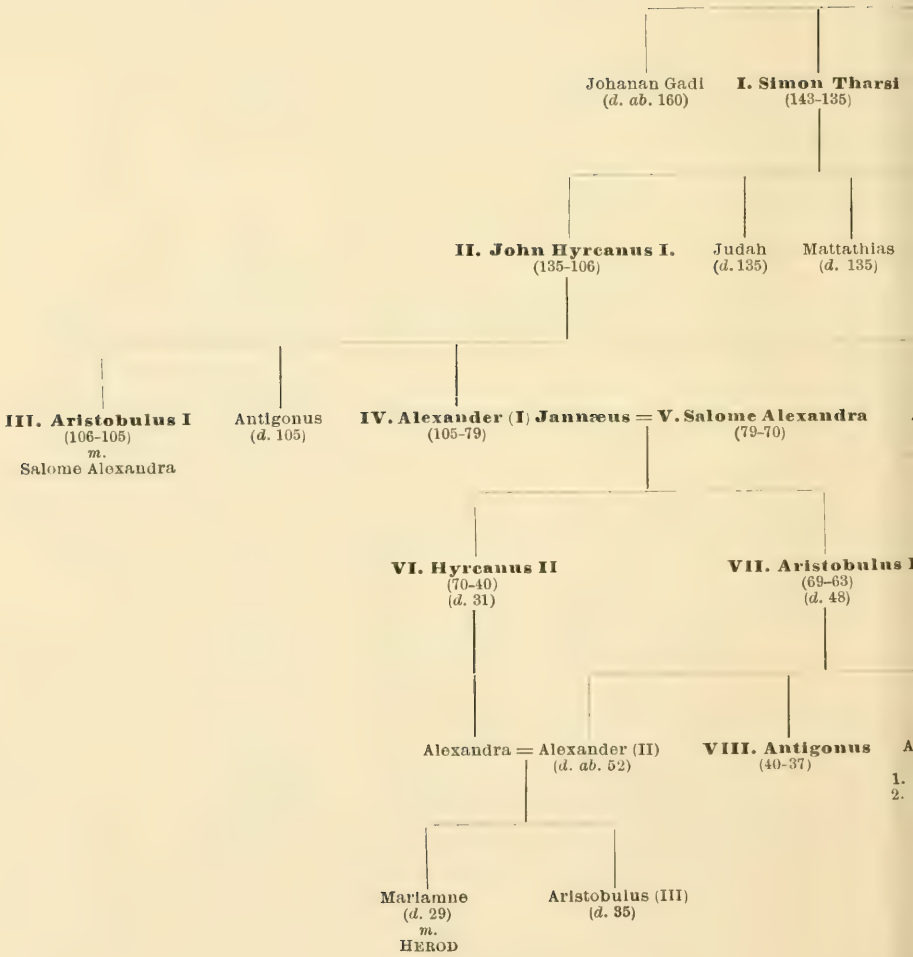 Johanan Gadi I. Simon Tharsi
(d. ab. 160) (143-135)
II. John Hyrcanus I. Judah Mattathias
(135-106) (d. 135) (d. 135)
III. Aristobulus I Antigonus IV. Alexander (I) Jannæus = V. Salome Alexandra
(106-105) (d. 105) (105-79) (79-70)
m.
Salome Alexandra
VI. Hyrcanus II VII. Aristobulus
(70-40) (69-63)
(d. 31) (d. 48)
Alexandra = Alexander (II) VIII. Antigonus A
(d. ab. 52) (40-37)
1.
2.
Mariamne Aristobulus (III)
(d. 29) (d. 35)
m.
HEROD